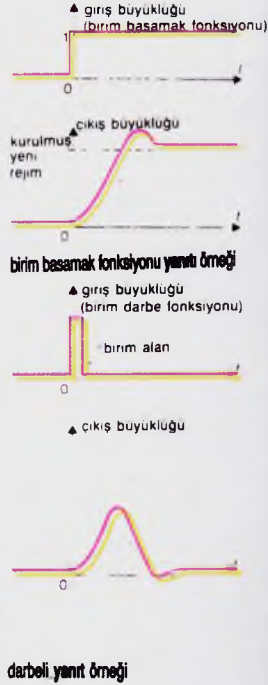 giriş büyüklüğü
(birim basamak fonksiyonu)
1
t
0
çıkış büyüklüğü
kurulmuş
yeni
rejim
t
0
birim basamak fonksiyonu yanıtı örneği
giriş büyüklüğü
(birim darbe fonksiyonu)
birim alan
t
0
çıkış büyüklüğü
0
darbeli yanıt örneği